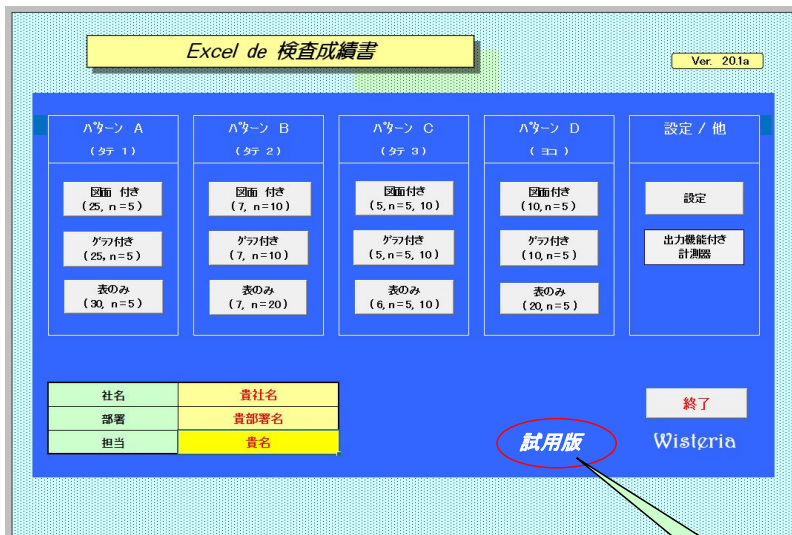 Excel de 検査成績書
Ver. 20.1a
ﾊﾟﾀｰﾝ A
(ﾀﾃ 1)
図面 付き
(25, n=5)
ｸﾞﾗﾌ付き
(25, n=5)
表のみ
(30, n=5)
ﾊﾟﾀｰﾝ B
(ﾀﾃ 2)
図面 付き
(7, n=10)
ｸﾞﾗﾌ付き
(7, n=10)
表のみ
(7, n=20)
ﾊﾟﾀｰﾝ C
(ﾀﾃ 3)
図面付き
(5, n=5, 10)
ｸﾞﾗﾌ付き
(5, n=5, 10)
表のみ
(6, n=5, 10)
ﾊﾟﾀｰﾝ D
(ﾖｺ)
図面付き
(10, n=5)
ｸﾞﾗﾌ付き
(10, n=5)
表のみ
(20, n=5)
設定 / 他
設定
出力機能付き
計測器
社名 貴社名
部署 貴部署名
担当 貴名
試用版
終了
Wisteria